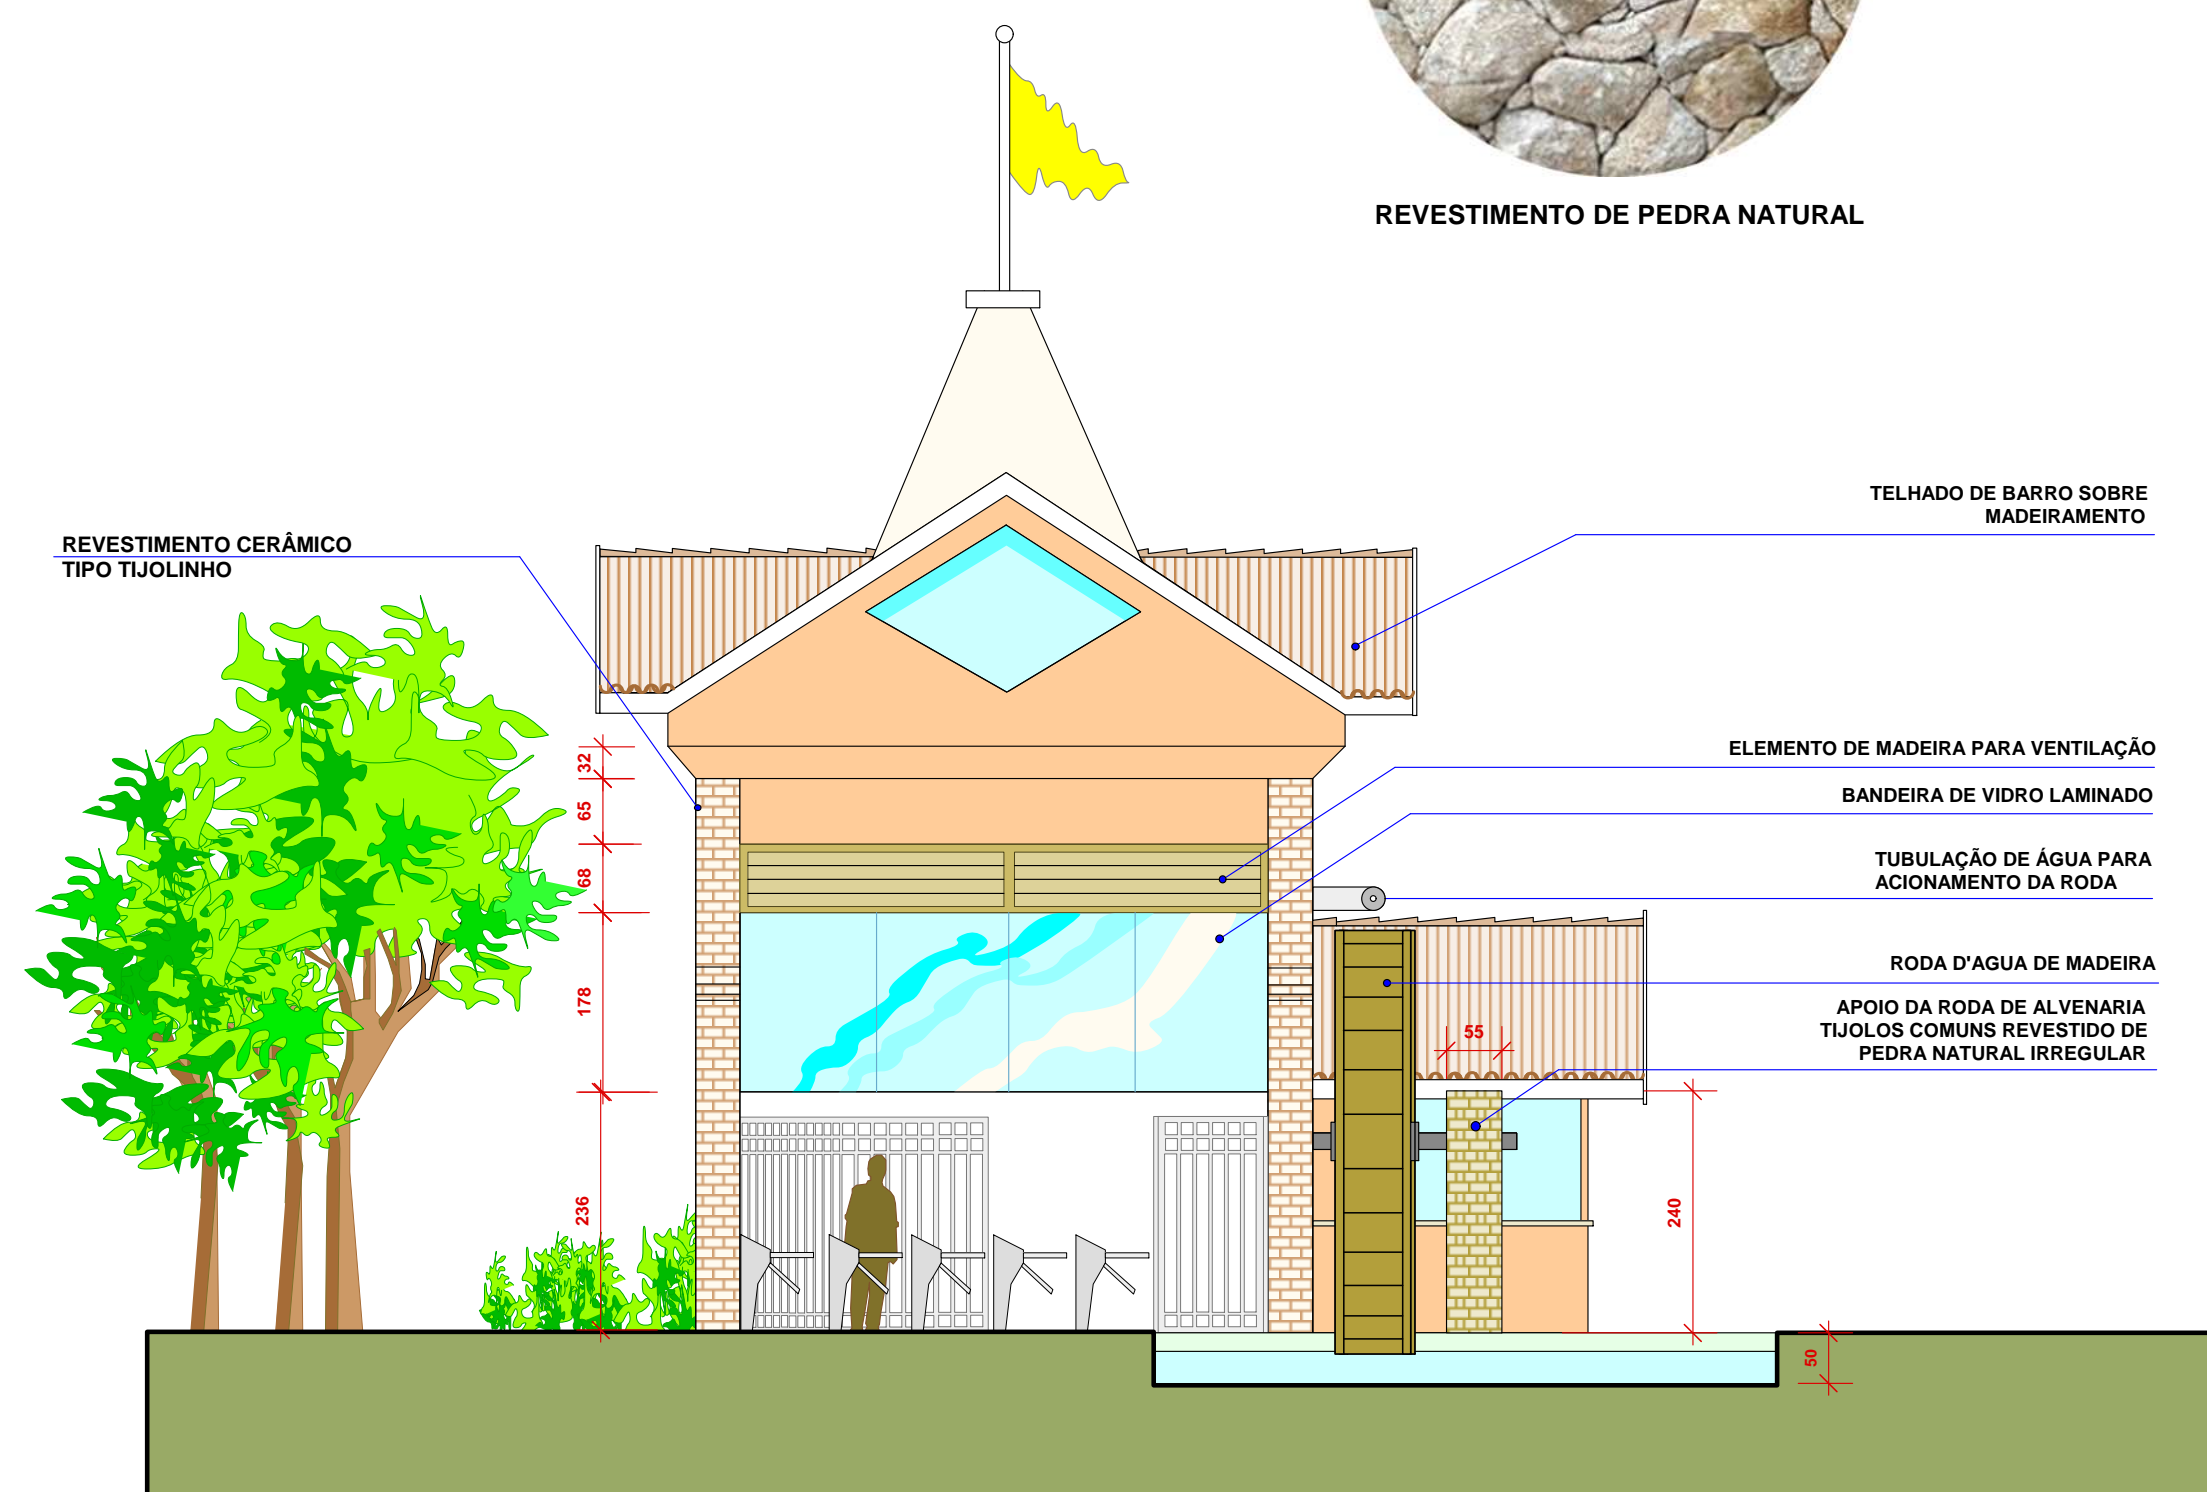 REVESTIMENTO DE PEDRA NATURAL
TELHADO DE BARRO SOBRE
MADEIRAMENTO
REVESTIMENTO CERÂMICO
TIPO TIJOLINHO
ELEMENTO DE MADEIRA PARA VENTILAÇÃO
BANDEIRA DE VIDRO LAMINADO
TUBULAÇÃO DE ÁGUA PARA
ACIONAMENTO DA RODA
RODA D'AGUA DE MADEIRA
APOIO DA RODA DE ALVENARIA
TIJOLOS COMUNS REVESTIDO DE
PEDRA NATURAL IRREGULAR
32
65
68
178
236
55
240
50